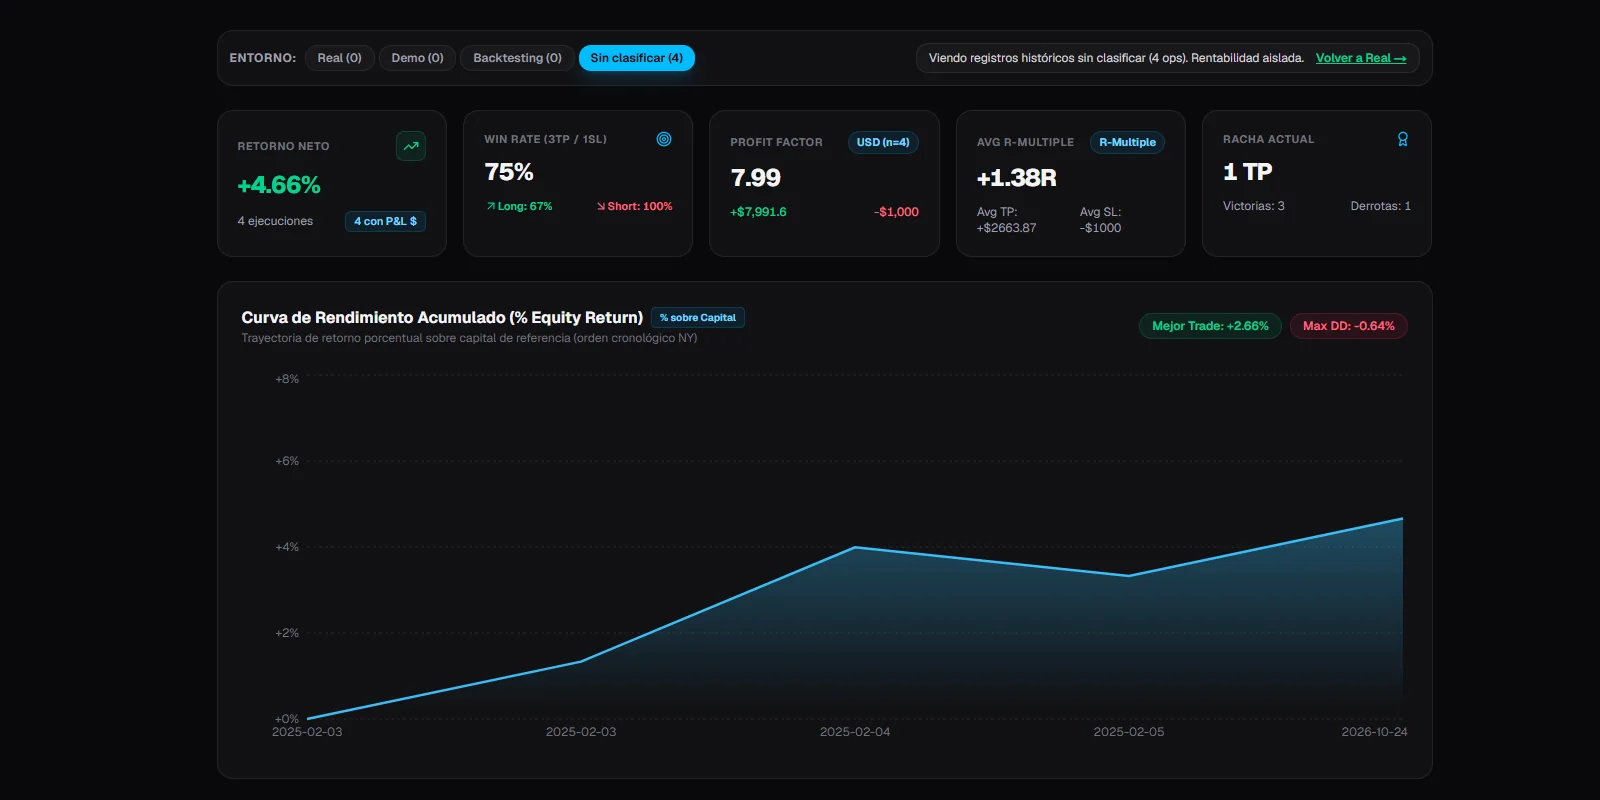 ENTORNO: Real (0) Demo (0) Backtesting (0) Sin clasificar (4) Viendo registros históricos sin clasificar (4 ops). Rentabilidad aislada. Volver a Real →
RETORNO NETO
+4.66%
4 ejecuciones 4 con P&L $
WIN RATE (3TP / 1SL)
75%
Long: 67% Short: 100%
PROFIT FACTOR USD (n=4)
7.99
+$7,991.6 -$1,000
AVG R-MULTIPLE R-Multiple
+1.38R
Avg TP: Avg SL:
+$2663.87 -$1000
RACHA ACTUAL
1 TP
Victorias: 3 Derrotas: 1
Curva de Rendimiento Acumulado (% Equity Return) % sobre Capital
Trayectoria de retorno porcentual sobre capital de referencia (orden cronológico NY)
Mejor Trade: +2.66% Max DD: -0.64%
+8%
+6%
+4%
+2%
+0%
2025-02-03 2025-02-03 2025-02-04 2025-02-05 2026-10-24